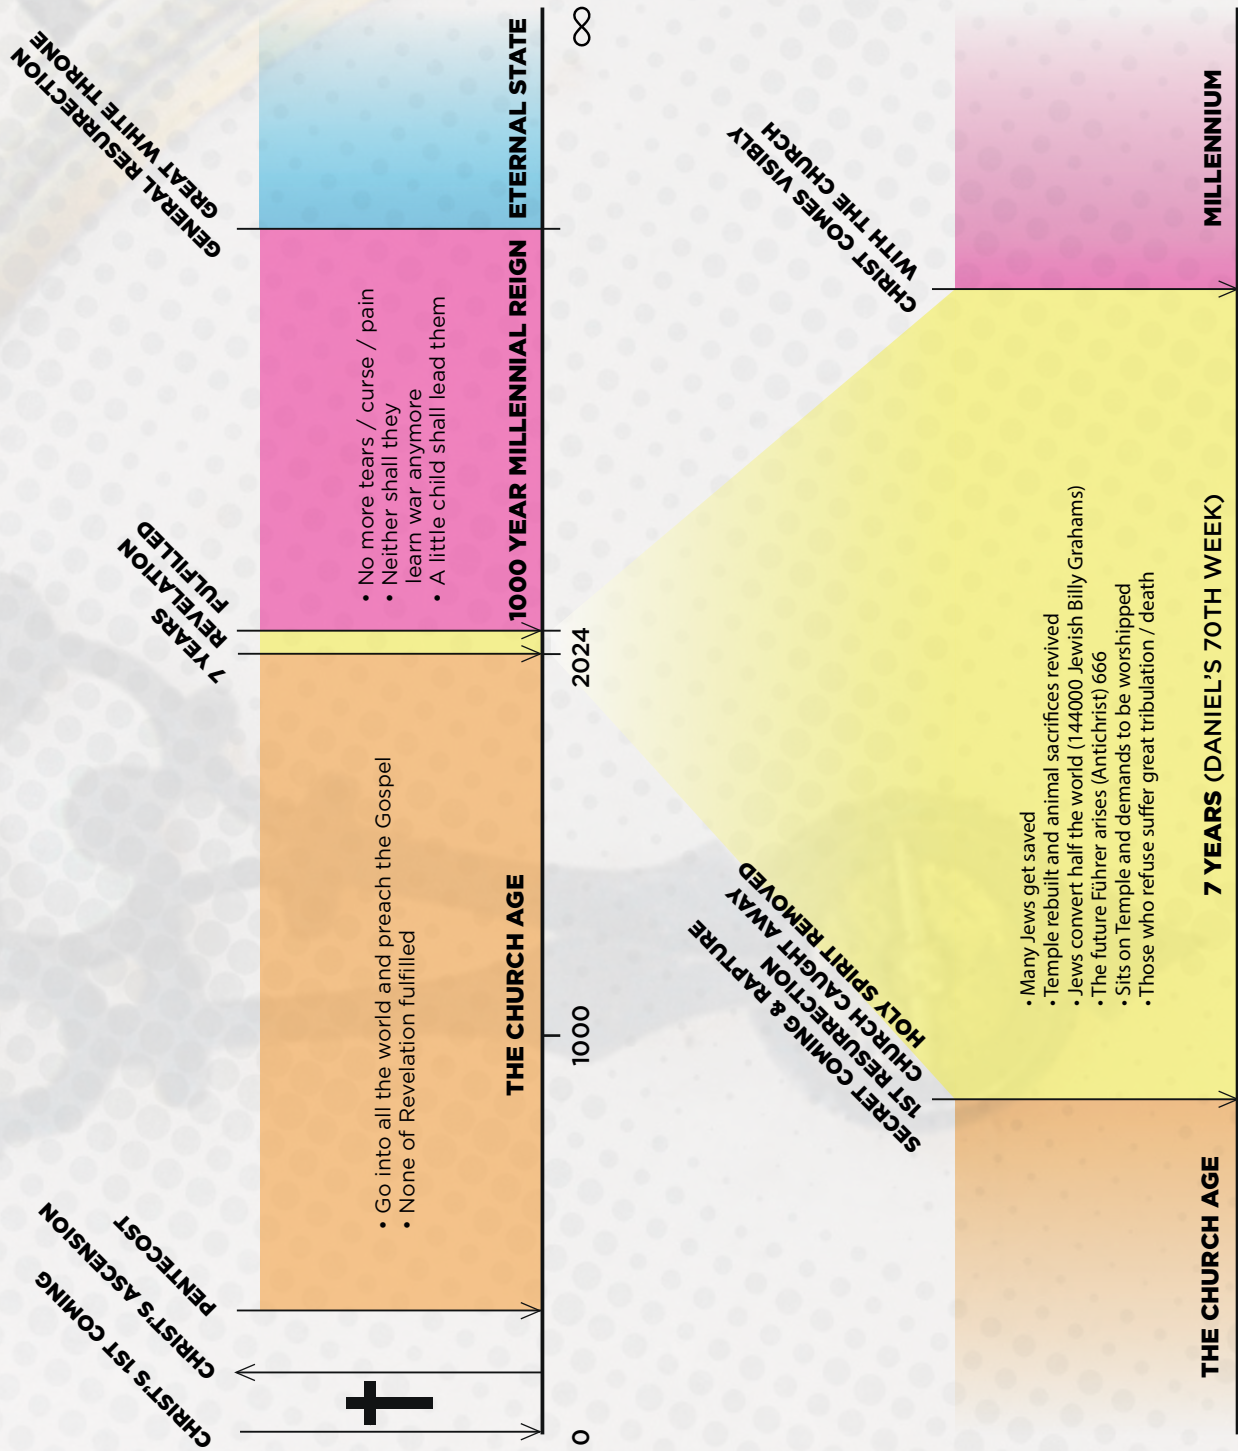 CHRIST'S 1ST COMING
CHRIST'S ASCENSION
PENTECOST
7 YEARS
REVELATION
FULFILLED
GENERAL RESURRECTION
GREAT WHITE THRONE
• Go into all the world and preach the Gospel
• None of Revelation fulfilled
THE CHURCH AGE
• No more tears / curse / pain
• Neither shall they
learn war anymore
• A little child shall lead them
1000 YEAR MILLENNIAL REIGN
ETERNAL STATE
0
1000
2024
∞
SECRET COMING & RAPTURE
1ST RESURRECTION
CHURCH CAUGHT AWAY
HOLY SPIRIT REMOVED
CHRIST COMES VISIBLY
WITH THE CHURCH
THE CHURCH AGE
• Many Jews get saved
• Temple rebuilt and animal sacrifices revived
• Jews convert half the world (144000 Jewish Billy Grahams)
• The future Führer arises (Antichrist) 666
• Sits on Temple and demands to be worshipped
• Those who refuse suffer great tribulation / death
7 YEARS (DANIEL'S 70TH WEEK)
MILLENNIUM